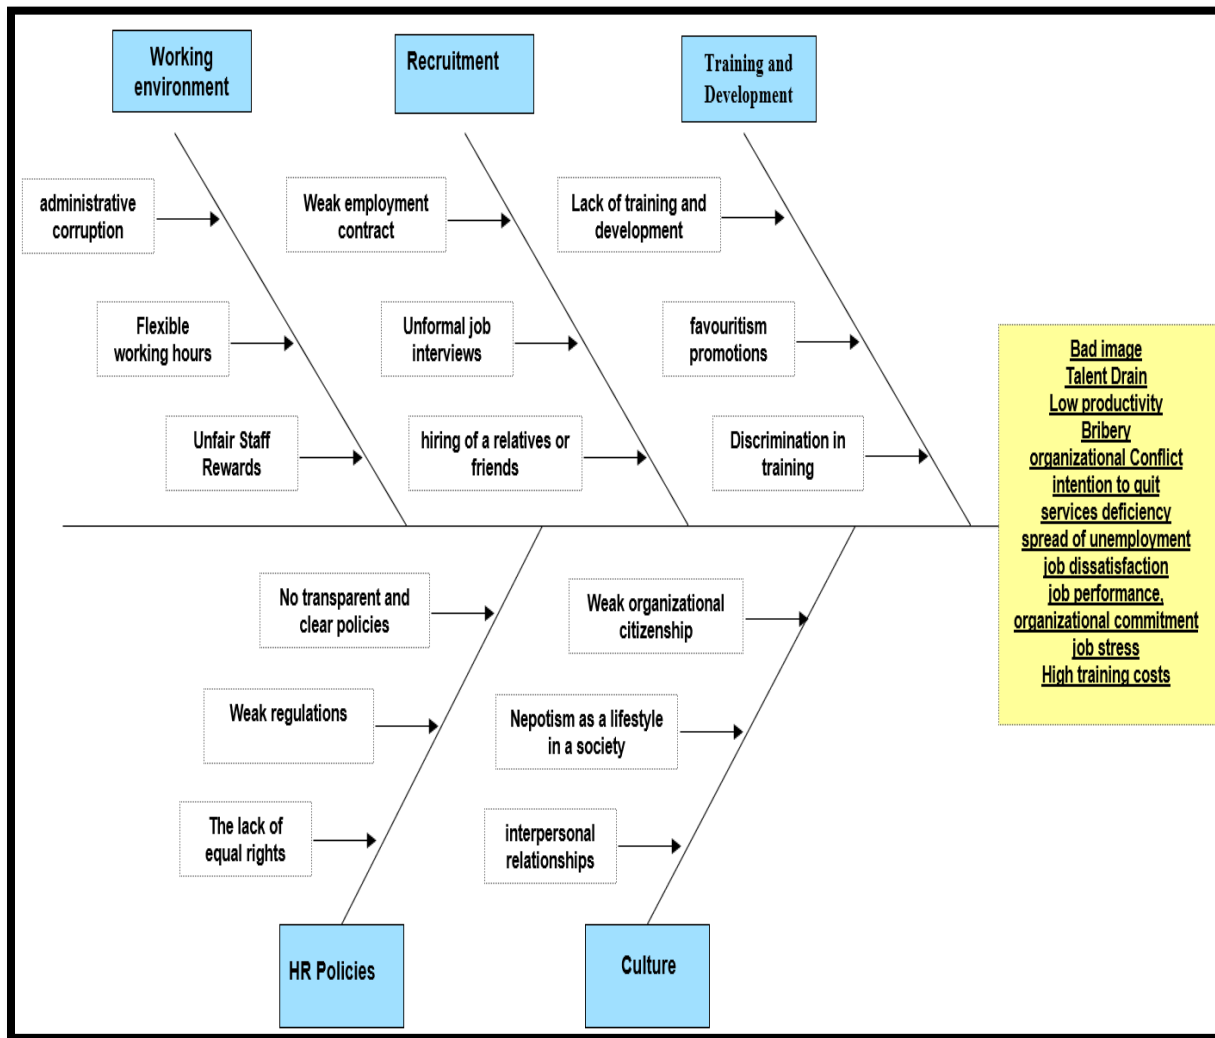 Working
environment
Recruitment
Training and
Development
administrative
corruption
Weak employment
contract
Lack of training and
development
Flexible
working hours
Unformal job
interviews
favouritism
promotions
Unfair Staff
Rewards
hiring of a relatives or
friends
Discrimination in
training
Bad image
Talent Drain
Low productivity
Bribery
organizational Conflict
intention to quit
services deficiency
spread of unemployment
job dissatisfaction
job performance,
organizational commitment
job stress
High training costs
No transparent and
clear policies
Weak organizational
citizenship
Weak regulations
Nepotism as a lifestyle
in a society
The lack of
equal rights
interpersonal
relationships
HR Policies
Culture